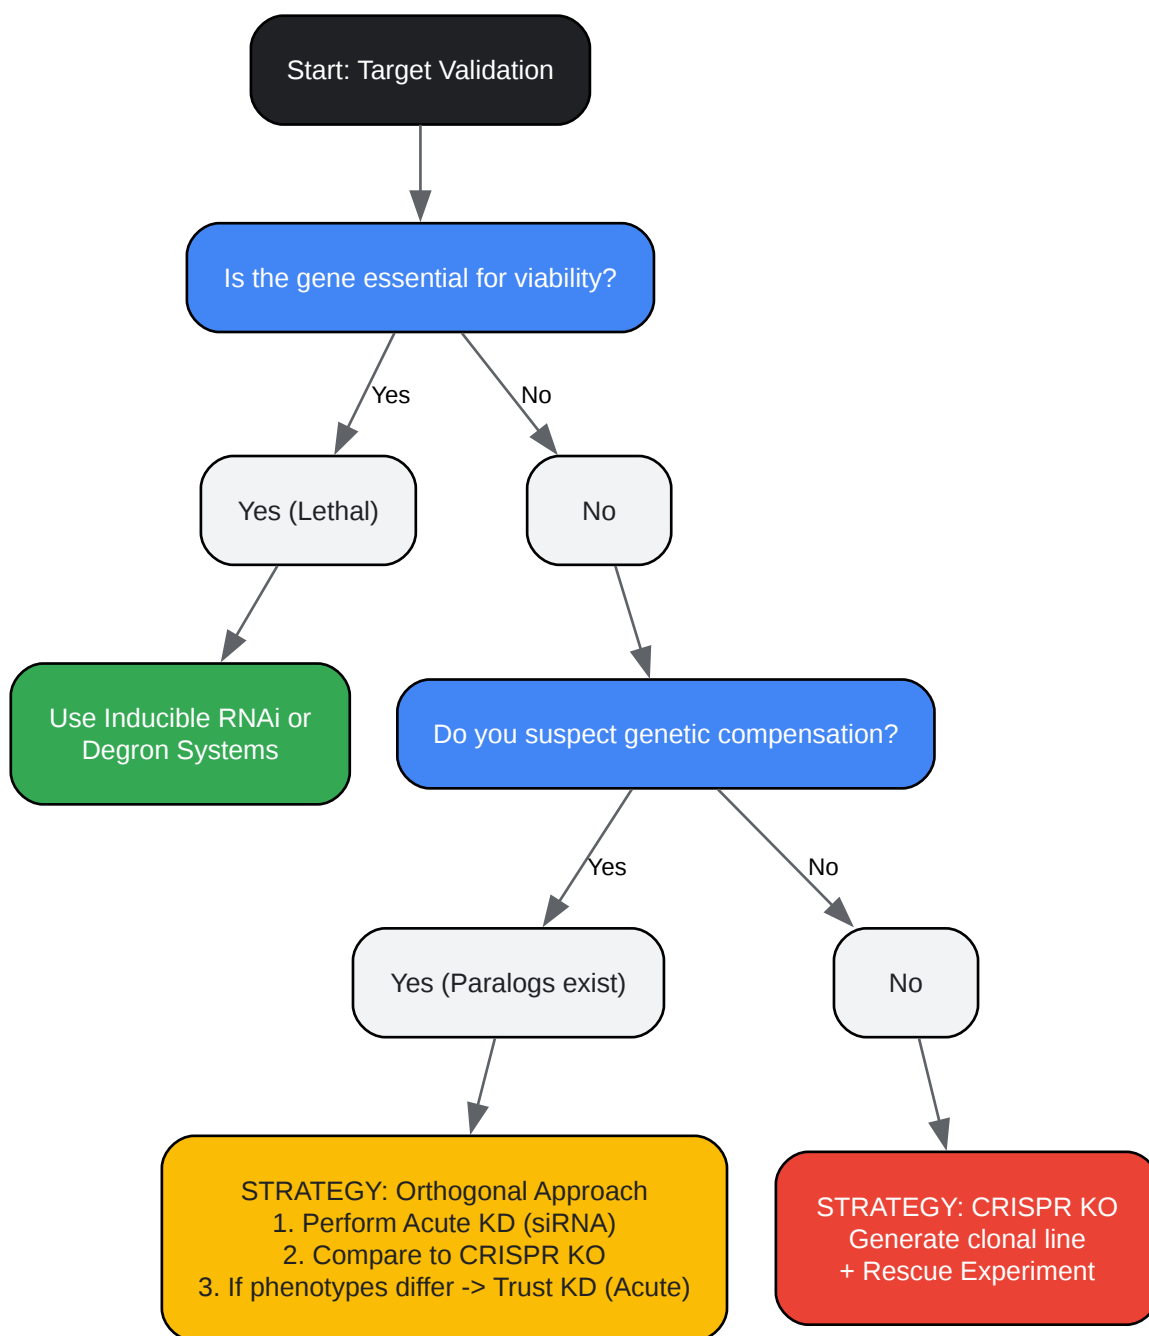 Start: Target Validation
Is the gene essential for viability?
Yes
No
Yes (Lethal)
No
Use Inducible RNAi or
Degron Systems
Do you suspect genetic compensation?
Yes
No
Yes (Paralogs exist)
No
STRATEGY: Orthogonal Approach
1. Perform Acute KD (siRNA)
2. Compare to CRISPR KO
3. If phenotypes differ -> Trust KD (Acute)
STRATEGY: CRISPR KO
Generate clonal line
+ Rescue Experiment